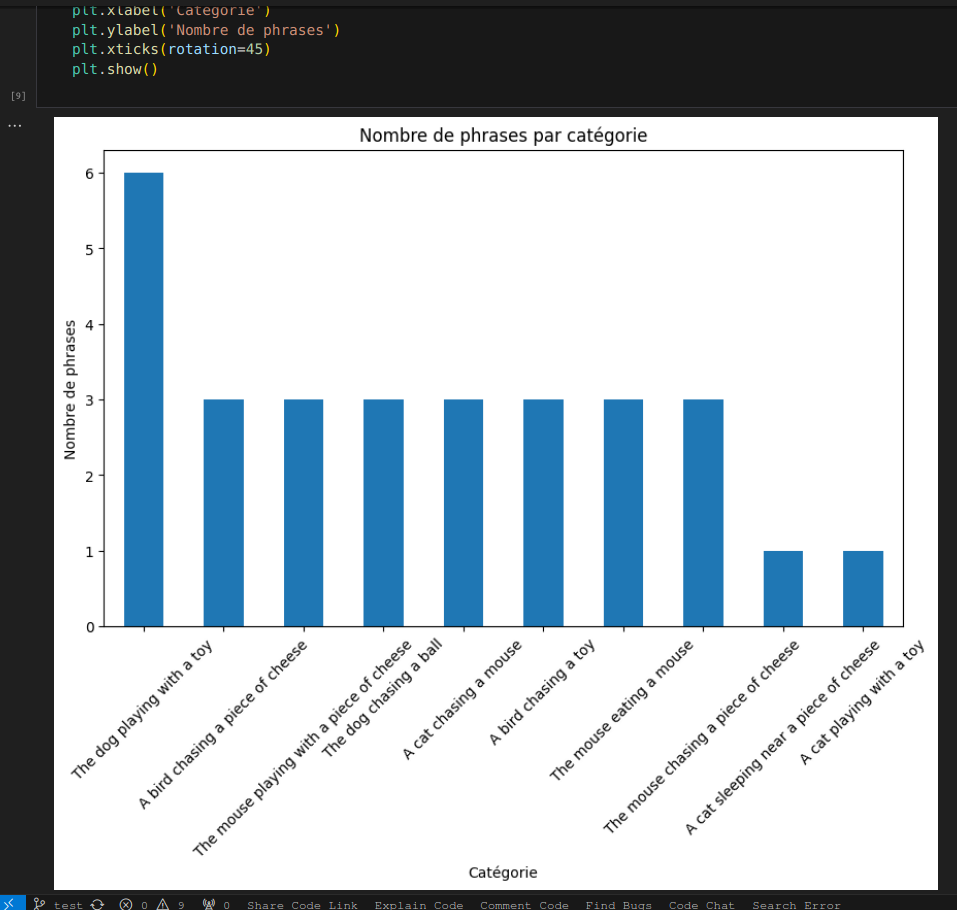 plt.xlabel('Catégorie')
plt.ylabel('Nombre de phrases')
plt.xticks(rotation=45)
plt.show()
[9]
...
Nombre de phrases par catégorie
Nombre de phrases
6
5
4
3
2
1
0
The dog playing with a toy
A bird chasing a piece of cheese
The mouse playing with a piece of cheese
The dog chasing a ball
A cat chasing a mouse
A bird chasing a toy
The mouse eating a mouse
The mouse chasing a piece of cheese
A cat sleeping near a piece of cheese
A cat playing with a toy
Catégorie
test 0 9 0 Share Code Link Explain Code Comment Code Find Bugs Code Chat Search Error